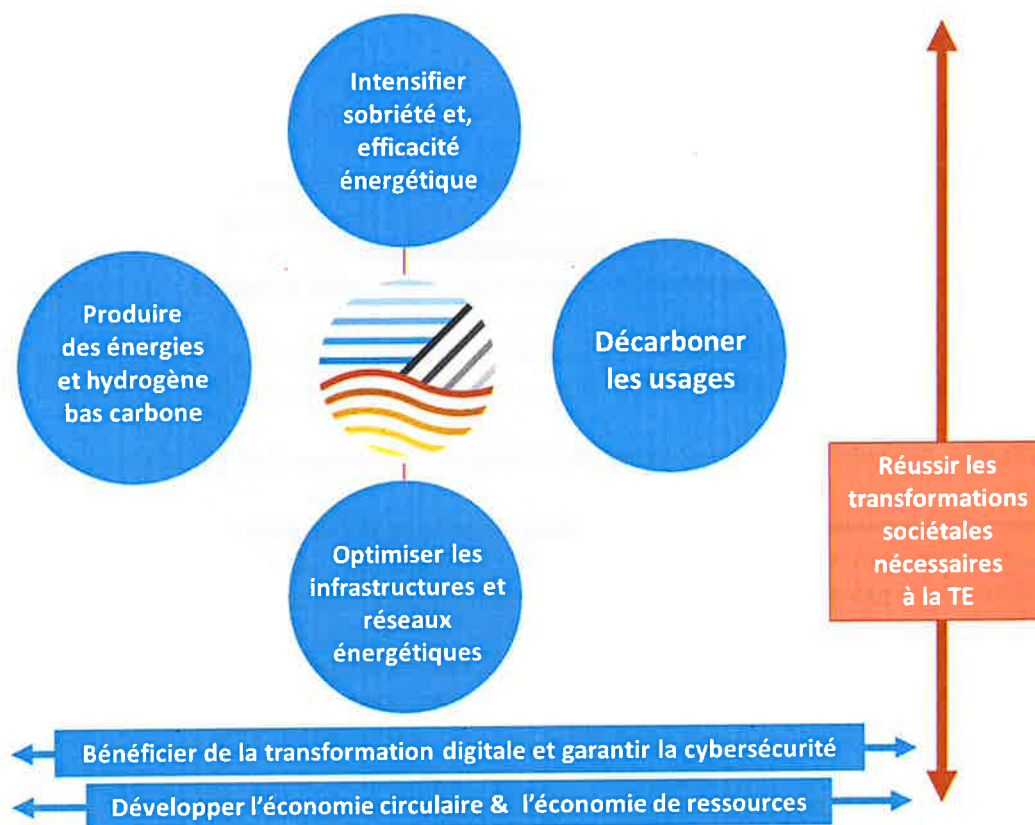 Intensifier
sobriété et,
efficacité
énergétique
Produire
des énergies
et hydrogène
bas carbone
Décarboner
les usages
Optimiser les
infrastructures et
réseaux
énergétiques
Réussir les
transformations
sociétales
nécessaires
à la TE
Bénéficier de la transformation digitale et garantir la cybersécurité
Développer l'économie circulaire & l'économie de ressources